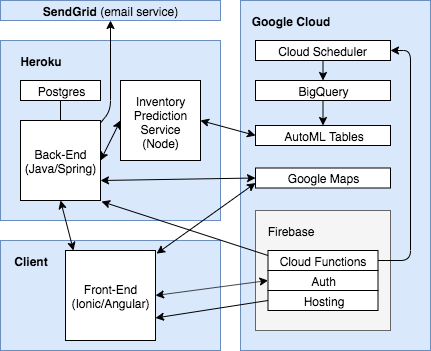 SendGrid (email service)
Heroku
Postgres
Back-End
(Java/Spring)
Inventory
Prediction
Service
(Node)
Client
Front-End
(Ionic/Angular)
Google Cloud
Cloud Scheduler
BigQuery
AutoML Tables
Google Maps
Firebase
Cloud Functions
Auth
Hosting